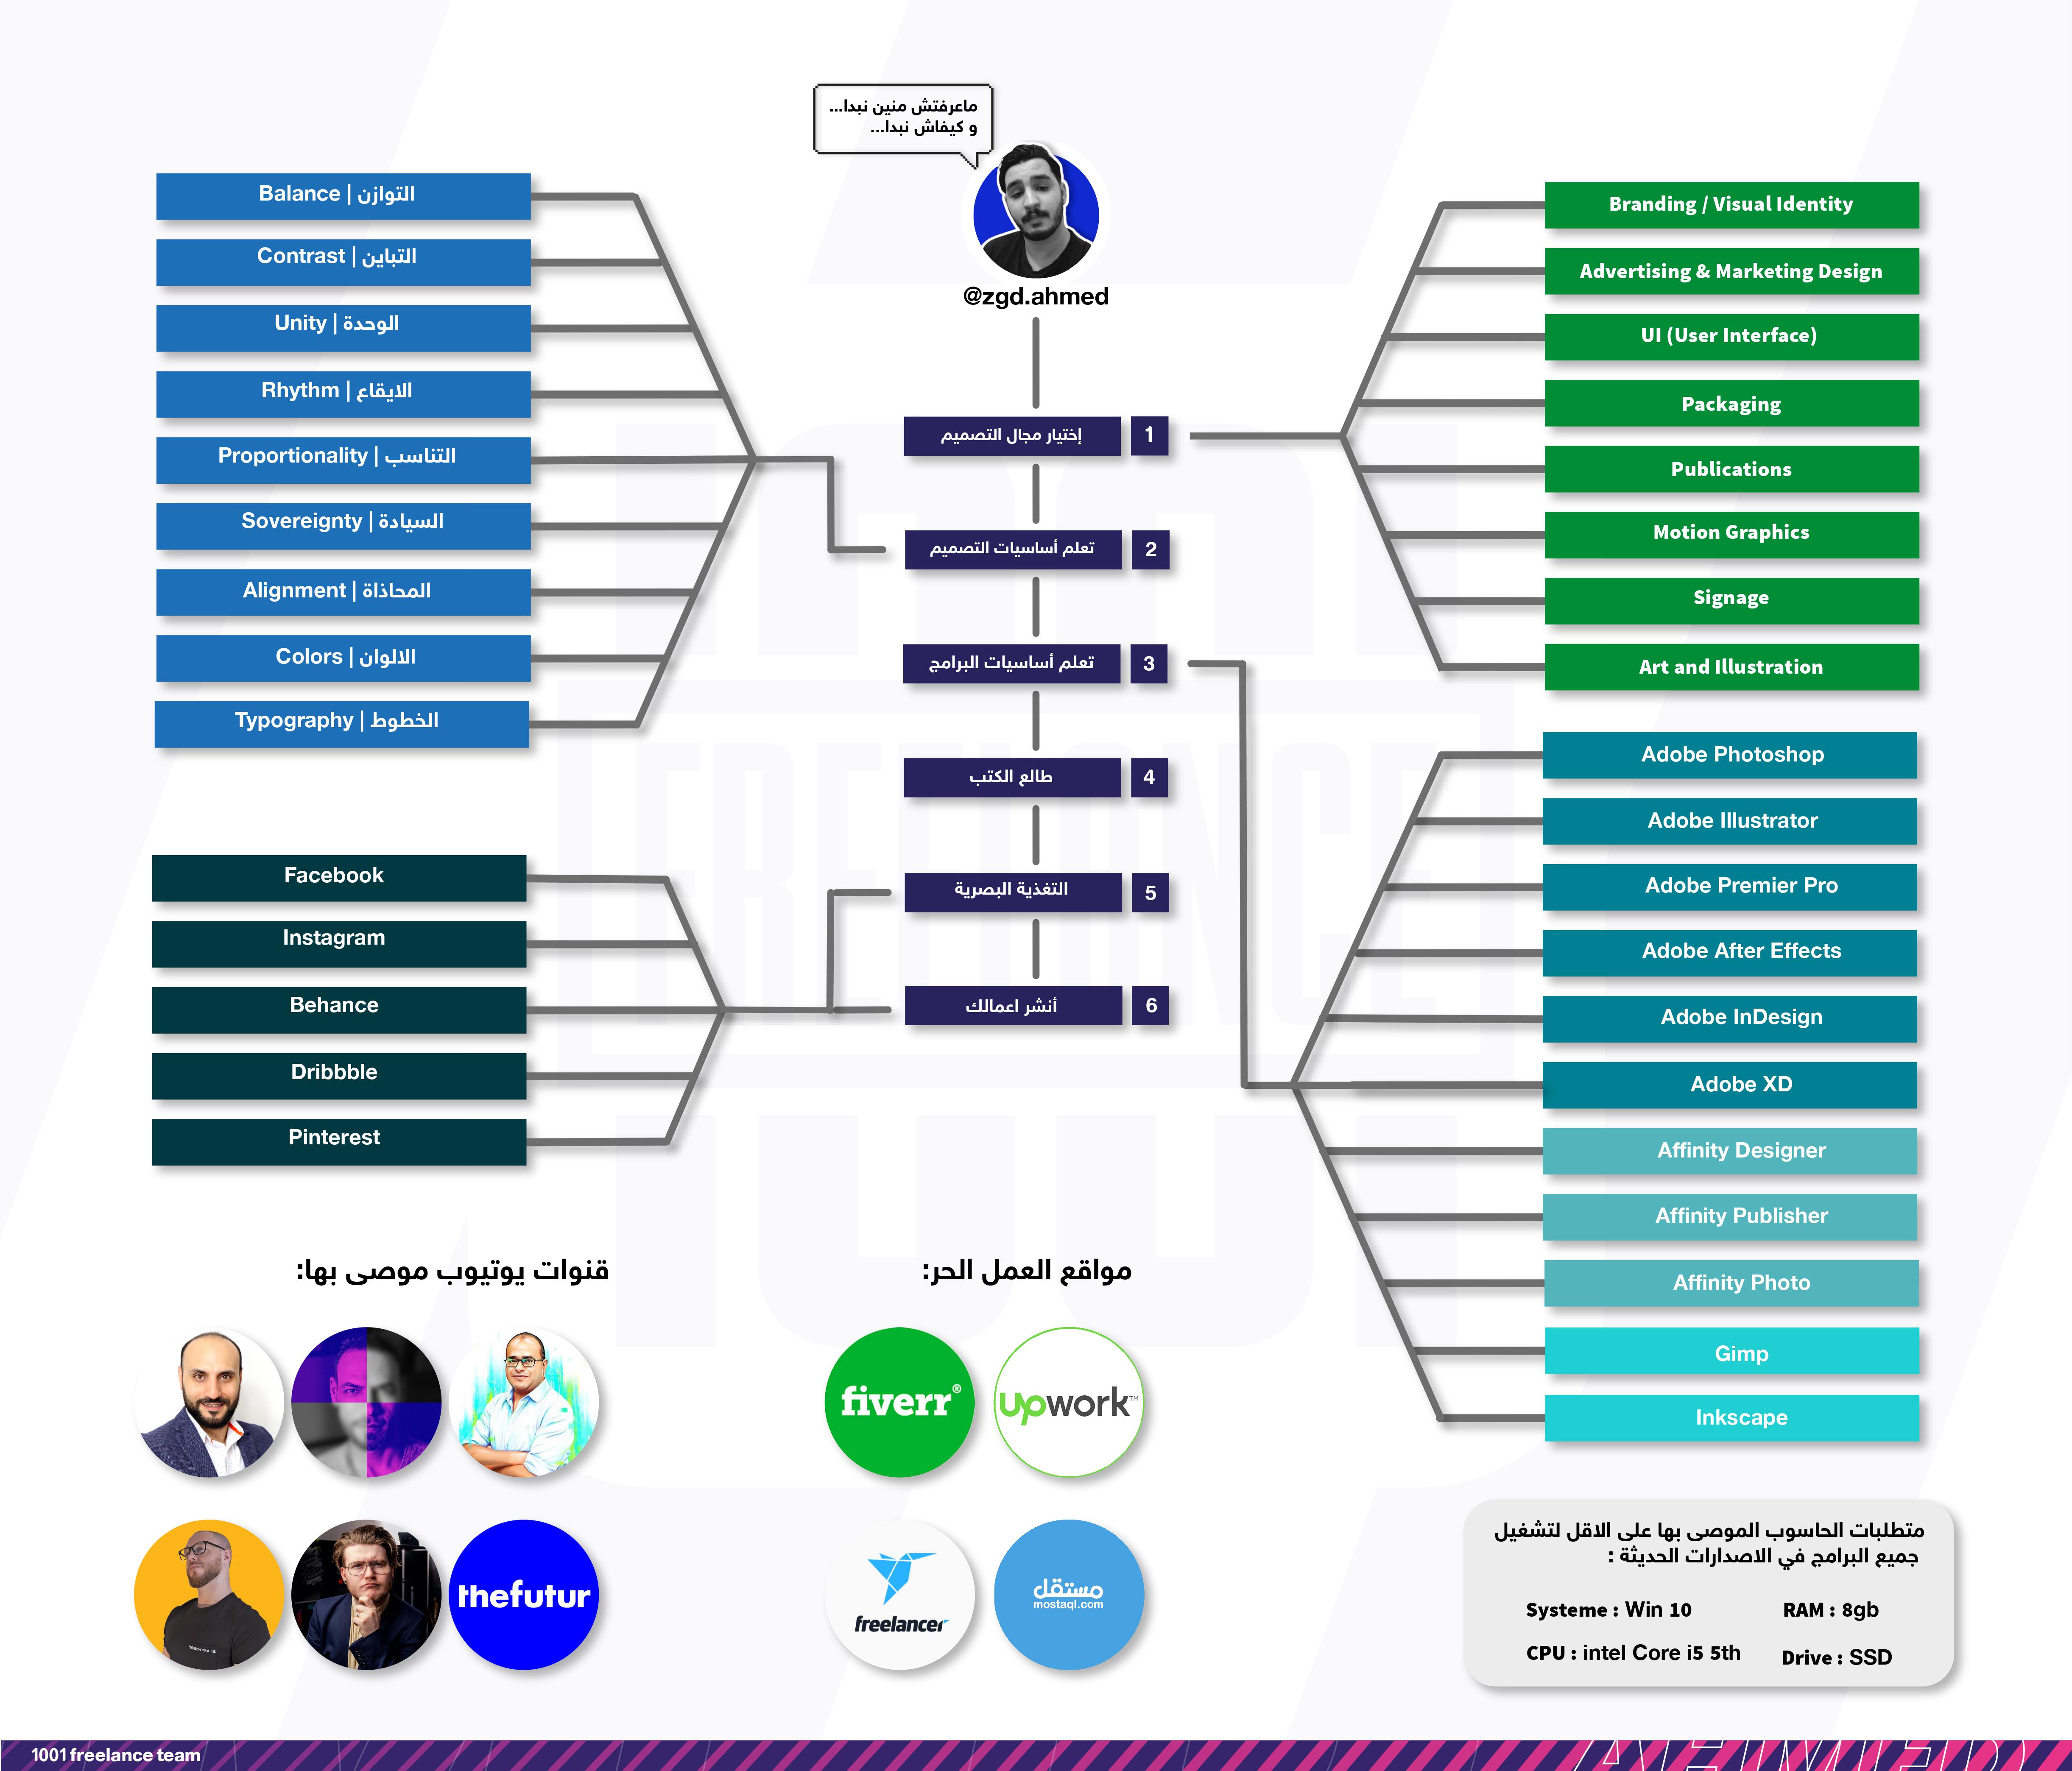 ماعرفتش منين نبدا...
و كيفاش نبدا...
@zgd.ahmed
إختيار مجال التصميم 1
تعلم أساسيات التصميم 2
تعلم أساسيات البرامج 3
طالع الكتب 4
التغذية البصرية 5
أنشر اعمالك 6
Balance | التوازن
Contrast | التباين
Unity | الوحدة
Rhythm | الايقاع
Proportionality | التناسب
Sovereignty | السيادة
Alignment | المحاذاة
Colors | الالوان
Typography | الخطوط
Facebook
Instagram
Behance
Dribbble
Pinterest
Branding / Visual Identity
Advertising & Marketing Design
UI (User Interface)
Packaging
Publications
Motion Graphics
Signage
Art and Illustration
Adobe Photoshop
Adobe Illustrator
Adobe Premier Pro
Adobe After Effects
Adobe InDesign
Adobe XD
Affinity Designer
Affinity Publisher
Affinity Photo
Gimp
Inkscape
قنوات يوتيوب موصى بها:
thefutur
مواقع العمل الحر:
fiverr®
upwork™
freelancer
مستقل
mostaql.com
متطلبات الحاسوب الموصى بها على الاقل لتشغيل
جميع البرامج في الاصدارات الحديثة :
Systeme : Win 10
RAM : 8gb
CPU : intel Core i5 5th
Drive : SSD
1001 freelance team
FREELANCE